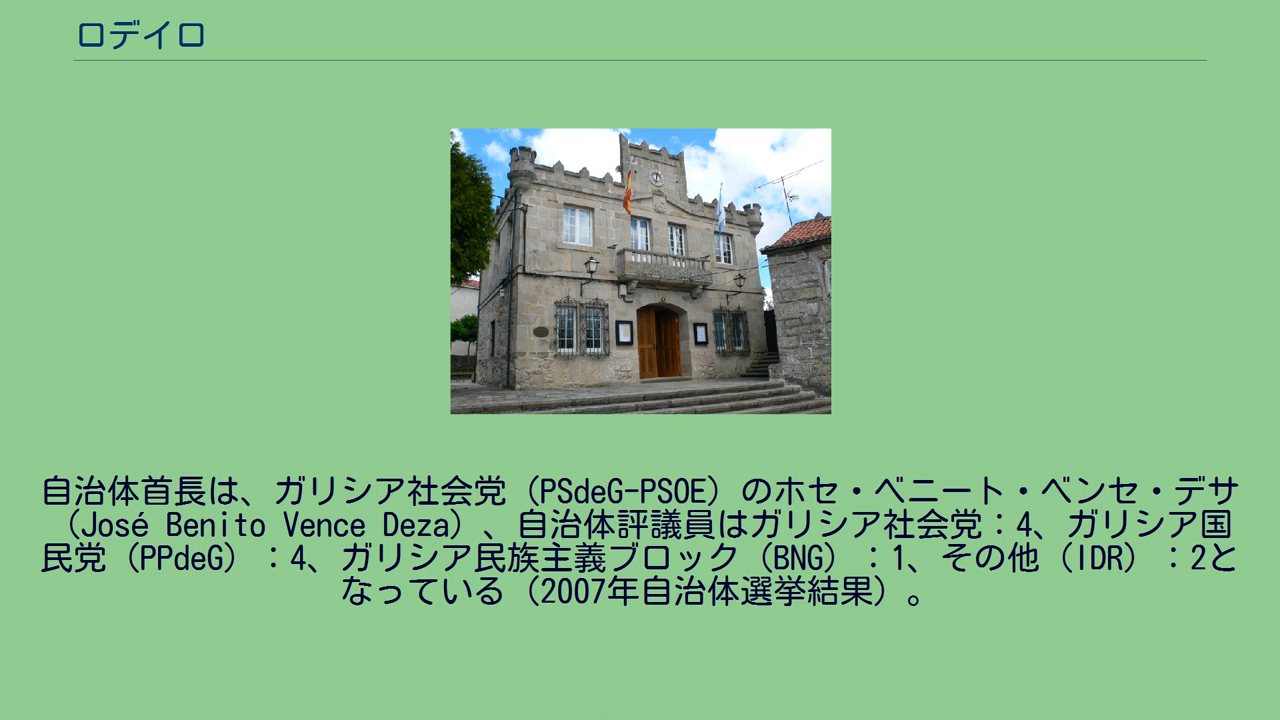 ロデイロ
自治体首長は、ガリシア社会党（PSdeG-PSOE）のホセ・ベニート・ベンセ・デサ
（José Benito Vence Deza）、自治体評議員はガリシア社会党：4、ガリシア国
民党（PPdeG）：4、ガリシア民族主義ブロック（BNG）：1、その他（IDR）：2と
なっている（2007年自治体選挙結果）。